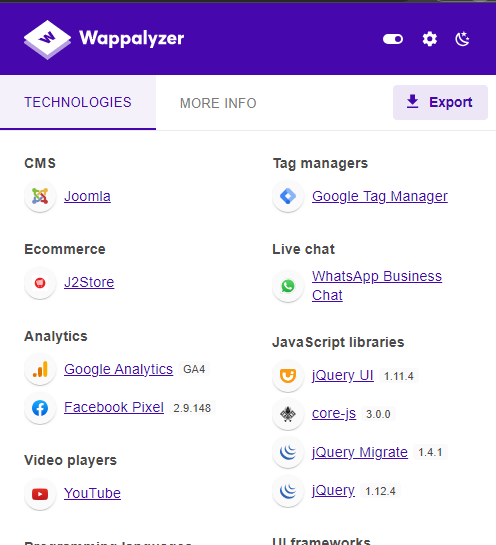 Wappalyzer
TECHNOLOGIES
MORE INFO
Export
CMS
Joomla
Ecommerce
J2Store
Analytics
Google Analytics GA4
Facebook Pixel 2.9.148
Video players
YouTube
Programming languages
Tag managers
Google Tag Manager
Live chat
WhatsApp Business
Chat
JavaScript libraries
jQuery UI 1.11.4
core-js 3.0.0
jQuery Migrate 1.4.1
jQuery 1.12.4
UI frameworks